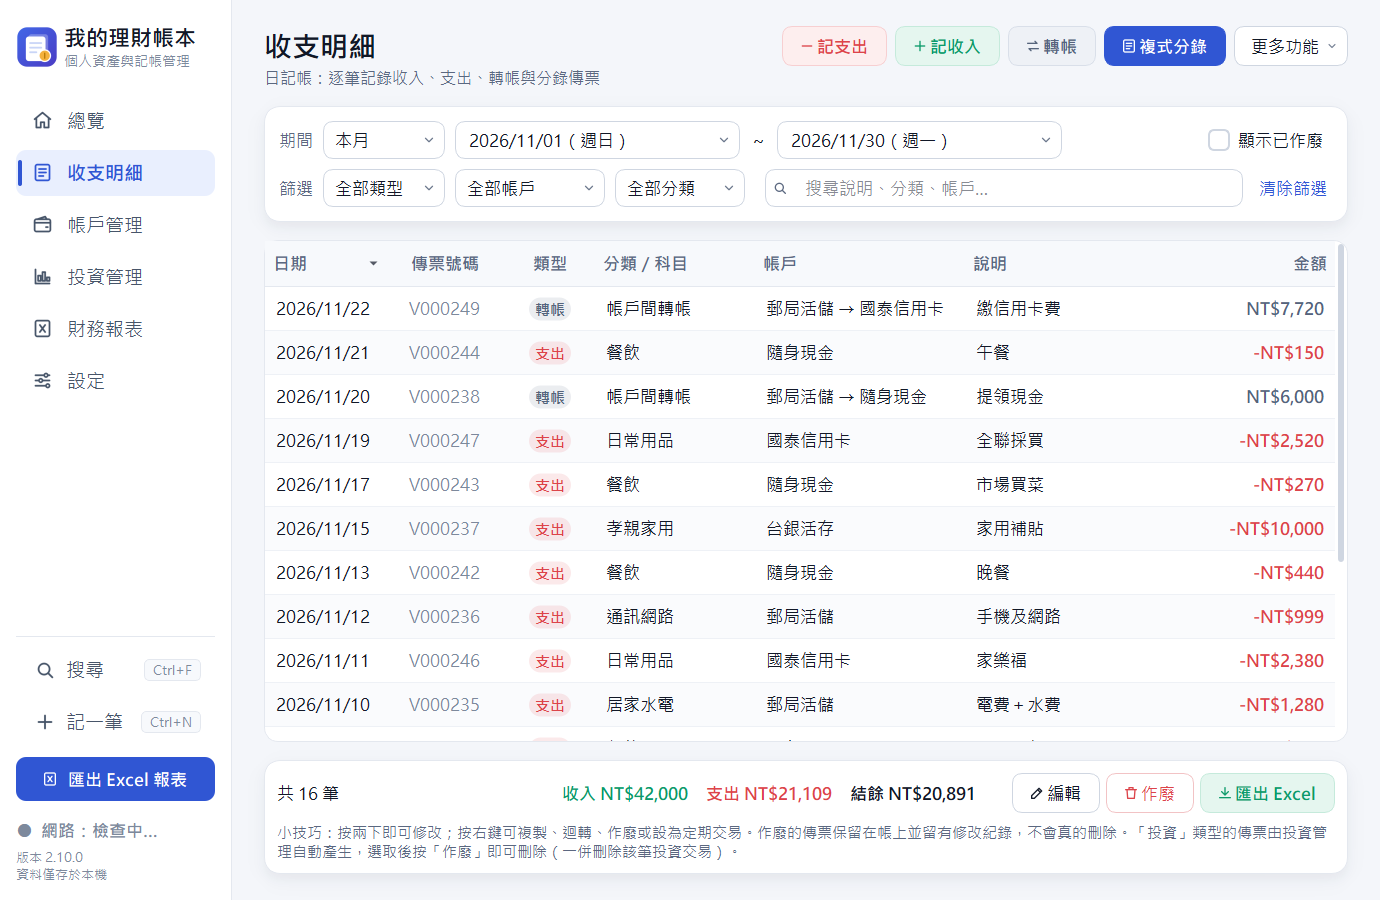 我的理財帳本
個人資產與記帳管理
總覽
收支明細
帳戶管理
投資管理
財務報表
設定
搜尋 Ctrl+F
記一筆 Ctrl+N
匯出 Excel 報表
網路：檢查中...
版本 2.10.0
資料僅存於本機
收支明細
日記帳：逐筆記錄收入、支出、轉帳與分錄傳票
記支出 記收入 轉帳 複式分錄 更多功能
期間 本月 2026/11/01 ( 週日 ) ~ 2026/11/30 ( 週一 ) 顯示已作廢
篩選 全部類型 全部帳戶 全部分類 搜尋說明、分類、帳戶... 清除篩選
日期 傳票號碼 類型 分類 / 科目 帳戶 說明 金額
2026/11/22 V000249 轉帳 帳戶間轉帳 郵局活儲 → 國泰信用卡 繳信用卡費 NT$7,720
2026/11/21 V000244 支出 餐飲 隨身現金 午餐 -NT$150
2026/11/20 V000238 轉帳 帳戶間轉帳 郵局活儲 → 隨身現金 提領現金 NT$6,000
2026/11/19 V000247 支出 日常用品 國泰信用卡 全聯採買 -NT$2,520
2026/11/17 V000243 支出 餐飲 隨身現金 市場買菜 -NT$270
2026/11/15 V000237 支出 孝親家用 台銀活存 家用補貼 -NT$10,000
2026/11/13 V000242 支出 餐飲 隨身現金 晚餐 -NT$440
2026/11/12 V000236 支出 通訊網路 郵局活儲 手機及網路 -NT$999
2026/11/11 V000246 支出 日常用品 國泰信用卡 家樂福 -NT$2,380
2026/11/10 V000235 支出 居家水電 郵局活儲 電費 + 水費 -NT$1,280
共 16 筆 收入 NT$42,000 支出 NT$21,109 結餘 NT$20,891 編輯 作廢 匯出 Excel
小技巧：按兩下即可修改；按右鍵可複製、迴轉、作廢或設為定期交易。作廢的傳票保留在帳上並留有修改紀錄，不會真的刪除。「投資」類型的傳票由投資管
理自動產生，選取後按「作廢」即可刪除（一併刪除該筆投資交易）。